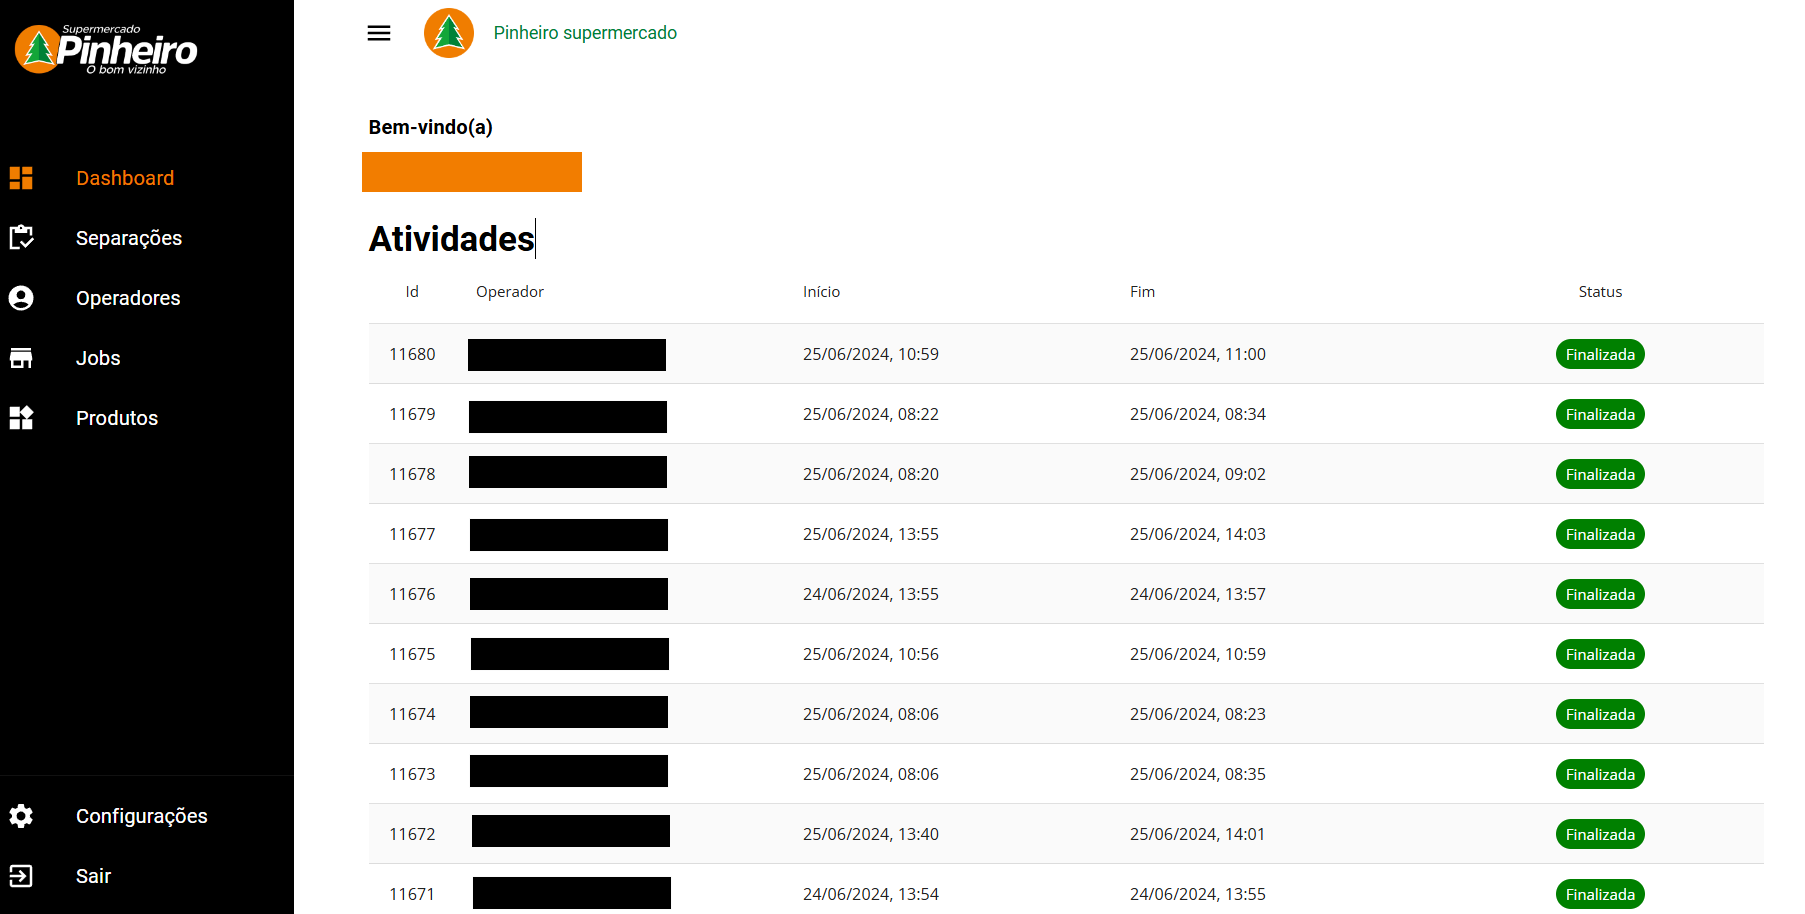 Supermercado
Pinheiro
O bom vizinho
Dashboard
Separações
Operadores
Jobs
Produtos
Configurações
Sair
Pinheiro supermercado
Bem-vindo(a)
Atividades
Id Operador Início Fim Status
11680 25/06/2024, 10:59 25/06/2024, 11:00 Finalizada
11679 25/06/2024, 08:22 25/06/2024, 08:34 Finalizada
11678 25/06/2024, 08:20 25/06/2024, 09:02 Finalizada
11677 25/06/2024, 13:55 25/06/2024, 14:03 Finalizada
11676 24/06/2024, 13:55 24/06/2024, 13:57 Finalizada
11675 25/06/2024, 10:56 25/06/2024, 10:59 Finalizada
11674 25/06/2024, 08:06 25/06/2024, 08:23 Finalizada
11673 25/06/2024, 08:06 25/06/2024, 08:35 Finalizada
11672 25/06/2024, 13:40 25/06/2024, 14:01 Finalizada
11671 24/06/2024, 13:54 24/06/2024, 13:55 Finalizada